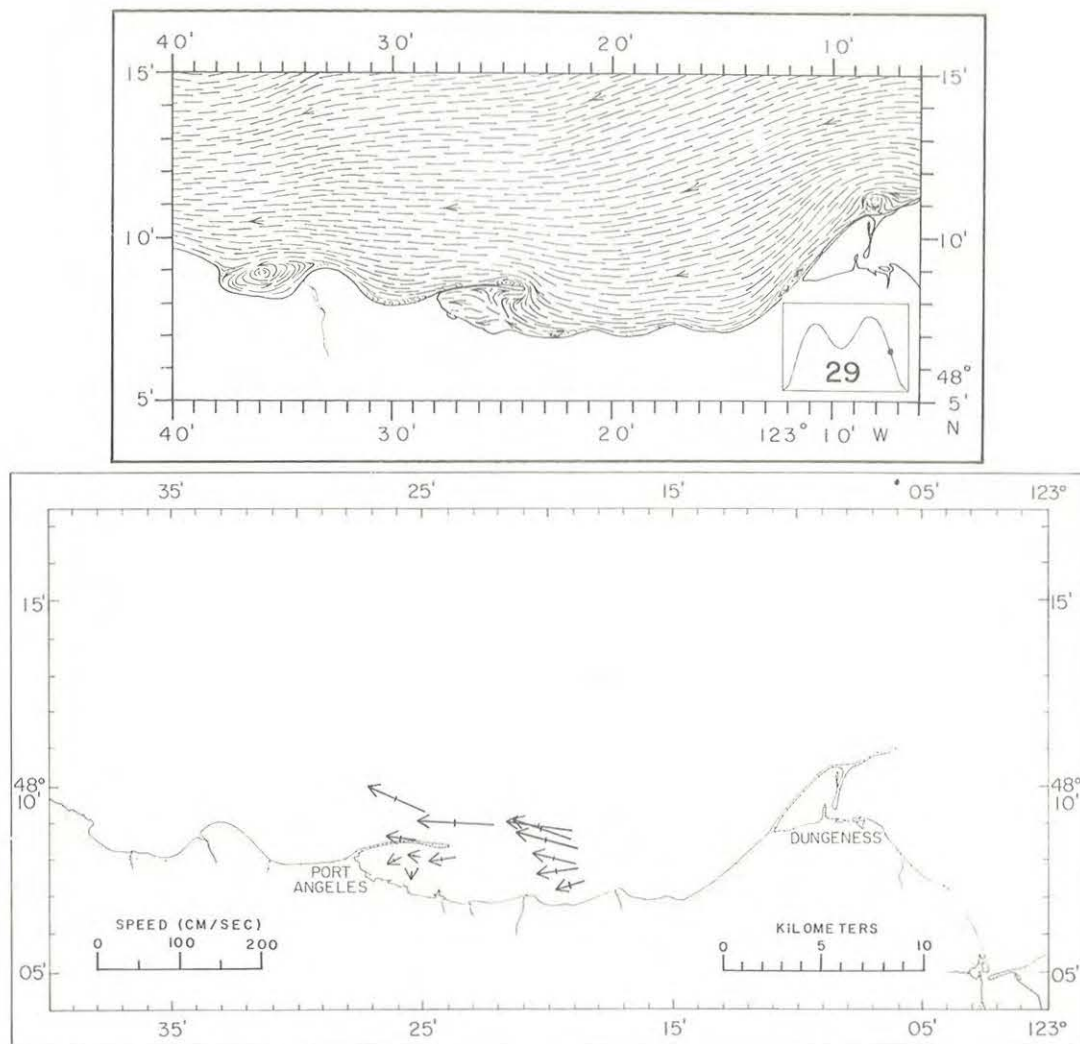 40' 30' 20' 10'
15' 15'
10' 10'
29
5' 48° 5'
40' 30' 20' 123° 10' W N
35' 25' 15' 05' 123°
15' 15'
48° 10' 10'
DUNGENESS
PORT
ANGELES
SPEED (CM/SEC)
0 100 200
KILOMETERS
0 5 10
05' 05'
35' 25' 15' 05' 123°